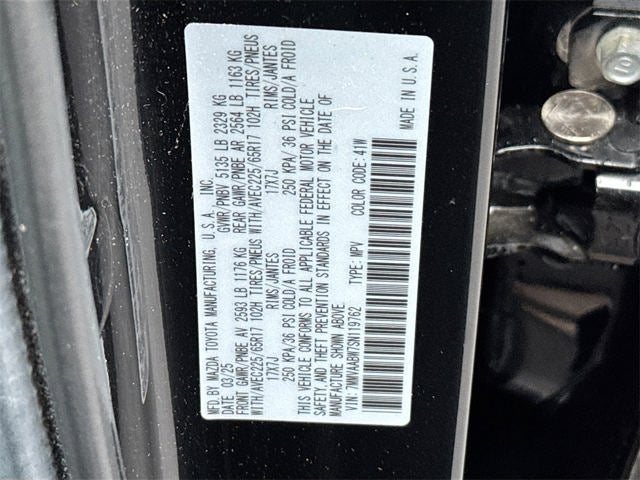 MFD. BY MAZDA TOYOTA MANUFACTURING, U.S.A. INC.
DATE 03/25 GVWR/PNBV 5135 LB 2329 KG
FRONT GAWR/PNBE AV 2593 LB 1176 KG REAR GAWR/PNBE AR 2564 LB 1163 KG
WITH/AVEC225/65R17 102H TIRES/PNEUS WITH/AVEC225/65R17 102H TIRES/PNEUS
17X7J RIMS/JANTES 17X7J RIMS/JANTES
250 KPA/36 PSI COLD/A FROID 250 KPA/36 PSI COLD/A FROID
THIS VEHICLE CONFORMS TO ALL APPLICABLE FEDERAL MOTOR VEHICLE
SAFETY, AND THEFT PREVENTION STANDARDS IN EFFECT ON THE DATE OF
MANUFACTURE SHOWN ABOVE.
VIN: 7MMVAABW7SN119762 TYPE: MPV COLOR CODE: 41W
MADE IN U.S.A.